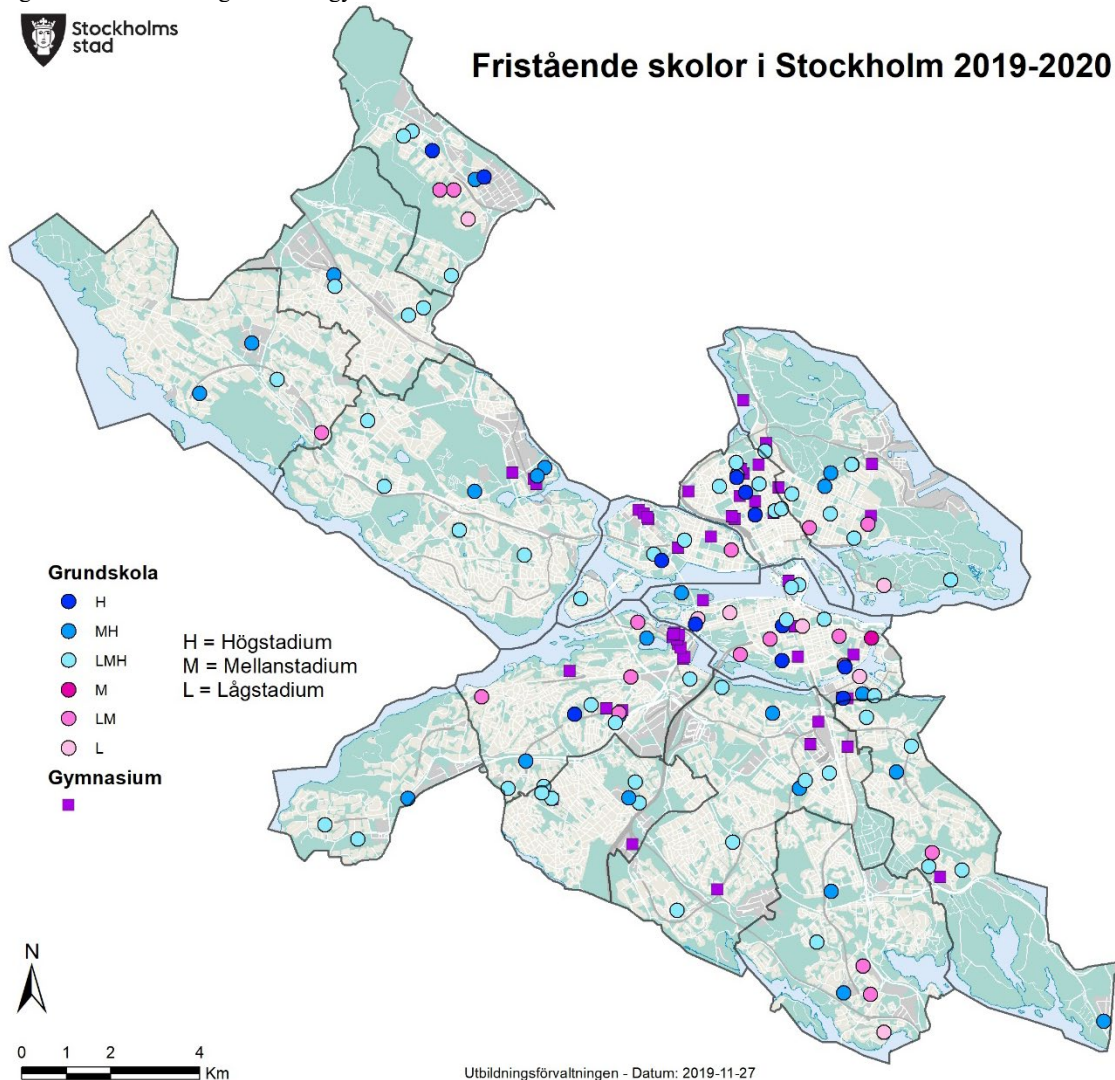 Stockholms
stad
Fristående skolor i Stockholm 2019-2020
Grundskola
H
MH
LMH
M
LM
L
H = Högstadium
M = Mellanstadium
L = Lågstadium
Gymnasium
N
0 1 2 4
Km
Utbildningsförvaltningen - Datum: 2019-11-27